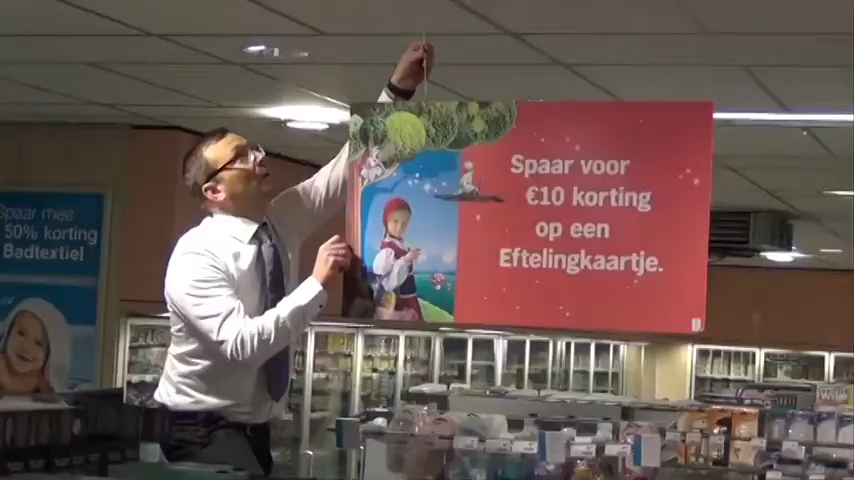 Spaar mee
50% korting
Badtextiel
Spaar voor
€10 korting
op een
Eftelingkaartje.